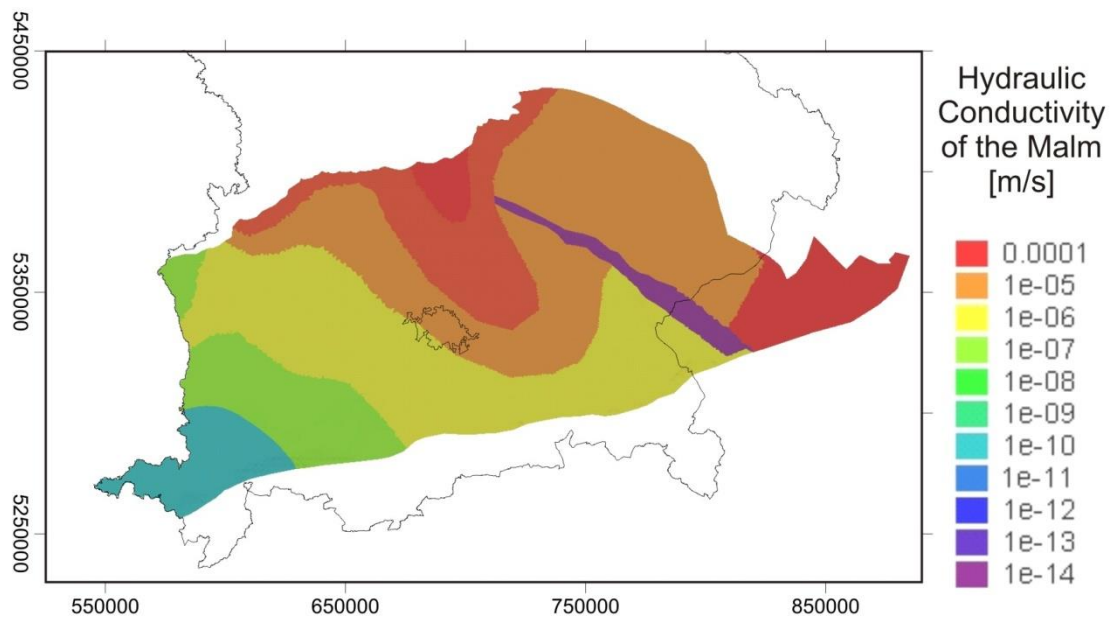 5450000
5350000
5250000
550000
650000
750000
850000
Hydraulic
Conductivity
of the Malm
[m/s]
0.0001
1e-05
1e-06
1e-07
1e-08
1e-09
1e-10
1e-11
1e-12
1e-13
1e-14